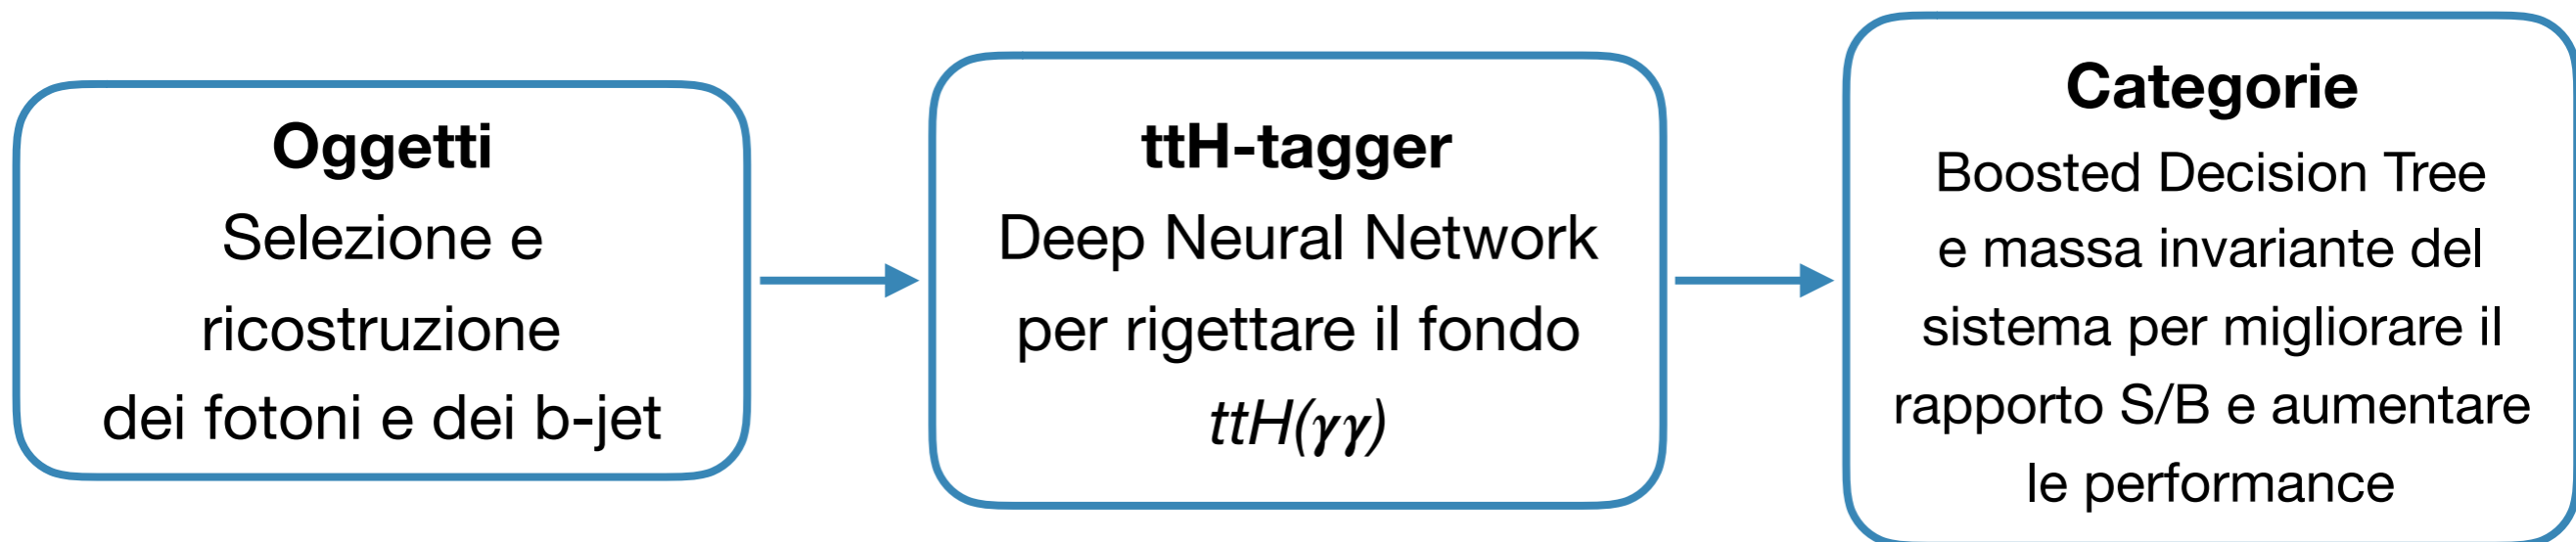 Oggetti
Selezione e
ricostruzione
dei fotoni e dei b-jet
ttH-tagger
Deep Neural Network
per rigettare il fondo
ttH(γγ)
Categorie
Boosted Decision Tree
e massa invariante del
sistema per migliorare il
rapporto S/B e aumentare
le performance